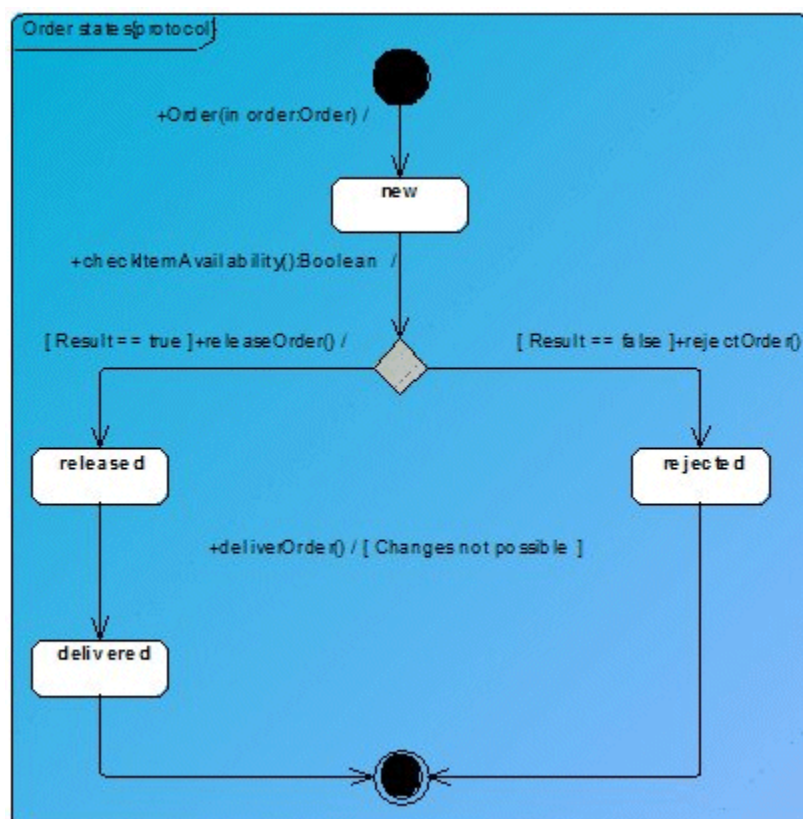 Order states{protocol}
+Order(in order:Order) /
new
+checkItemAvailability():Boolean /
[ Result == true ]+releaseOrder() /
[ Result == false ]+rejectOrder()
released
rejected
+deliverOrder() / [ Changes not possible ]
delivered